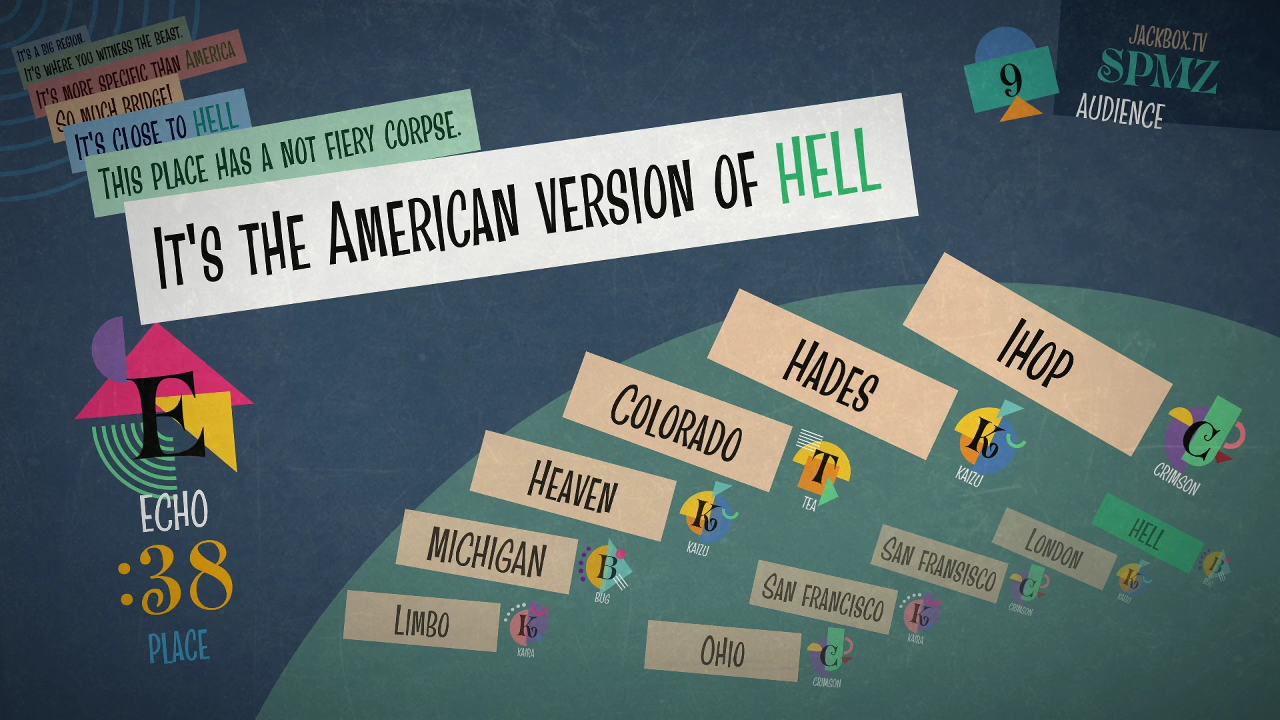 It's a big region.
It's where you witness the beast.
It's more specific than America
So much bridge!
It's close to HELL
This place has a not fiery corpse.
It's the American version of HELL
9
JACKBOX.TV
SPMZ
AUDIENCE
E
ECHO
:38
PLACE
IHOP
C
CRIMSON
HADES
K
KAIZU
COLORADO
T
TEA
HEAVEN
K
KAIZU
MICHIGAN
B
BUG
LIMBO
K
KAIRA
HELL
LONDON
K
KAIZU
SAN FRANSISCO
C
CRIMSON
SAN FRANCISCO
K
KAIRA
OHIO
C
CRIMSON